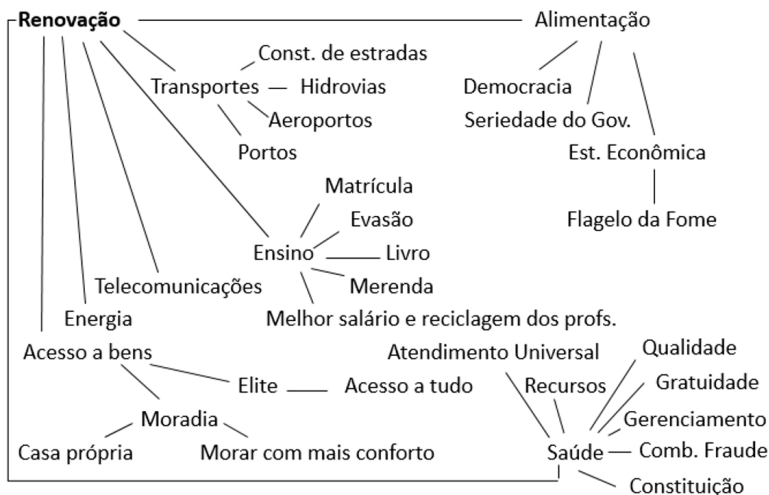 Renovação
Alimentação
Const. de estradas
Transportes
Hidrovias
Democracia
Aeroportos
Seriedade do Gov.
Portos
Est. Econômica
Matrícula
Evasão
Flagelo da Fome
Ensino
Livro
Telecomunicações
Merenda
Energia
Melhor salário e reciclagem dos profs.
Acesso a bens
Atendimento Universal
Qualidade
Elite
Acesso a tudo
Recursos
Gratuidade
Moradia
Gerenciamento
Casa própria
Morar com mais conforto
Saúde
Comb. Fraude
Constituição